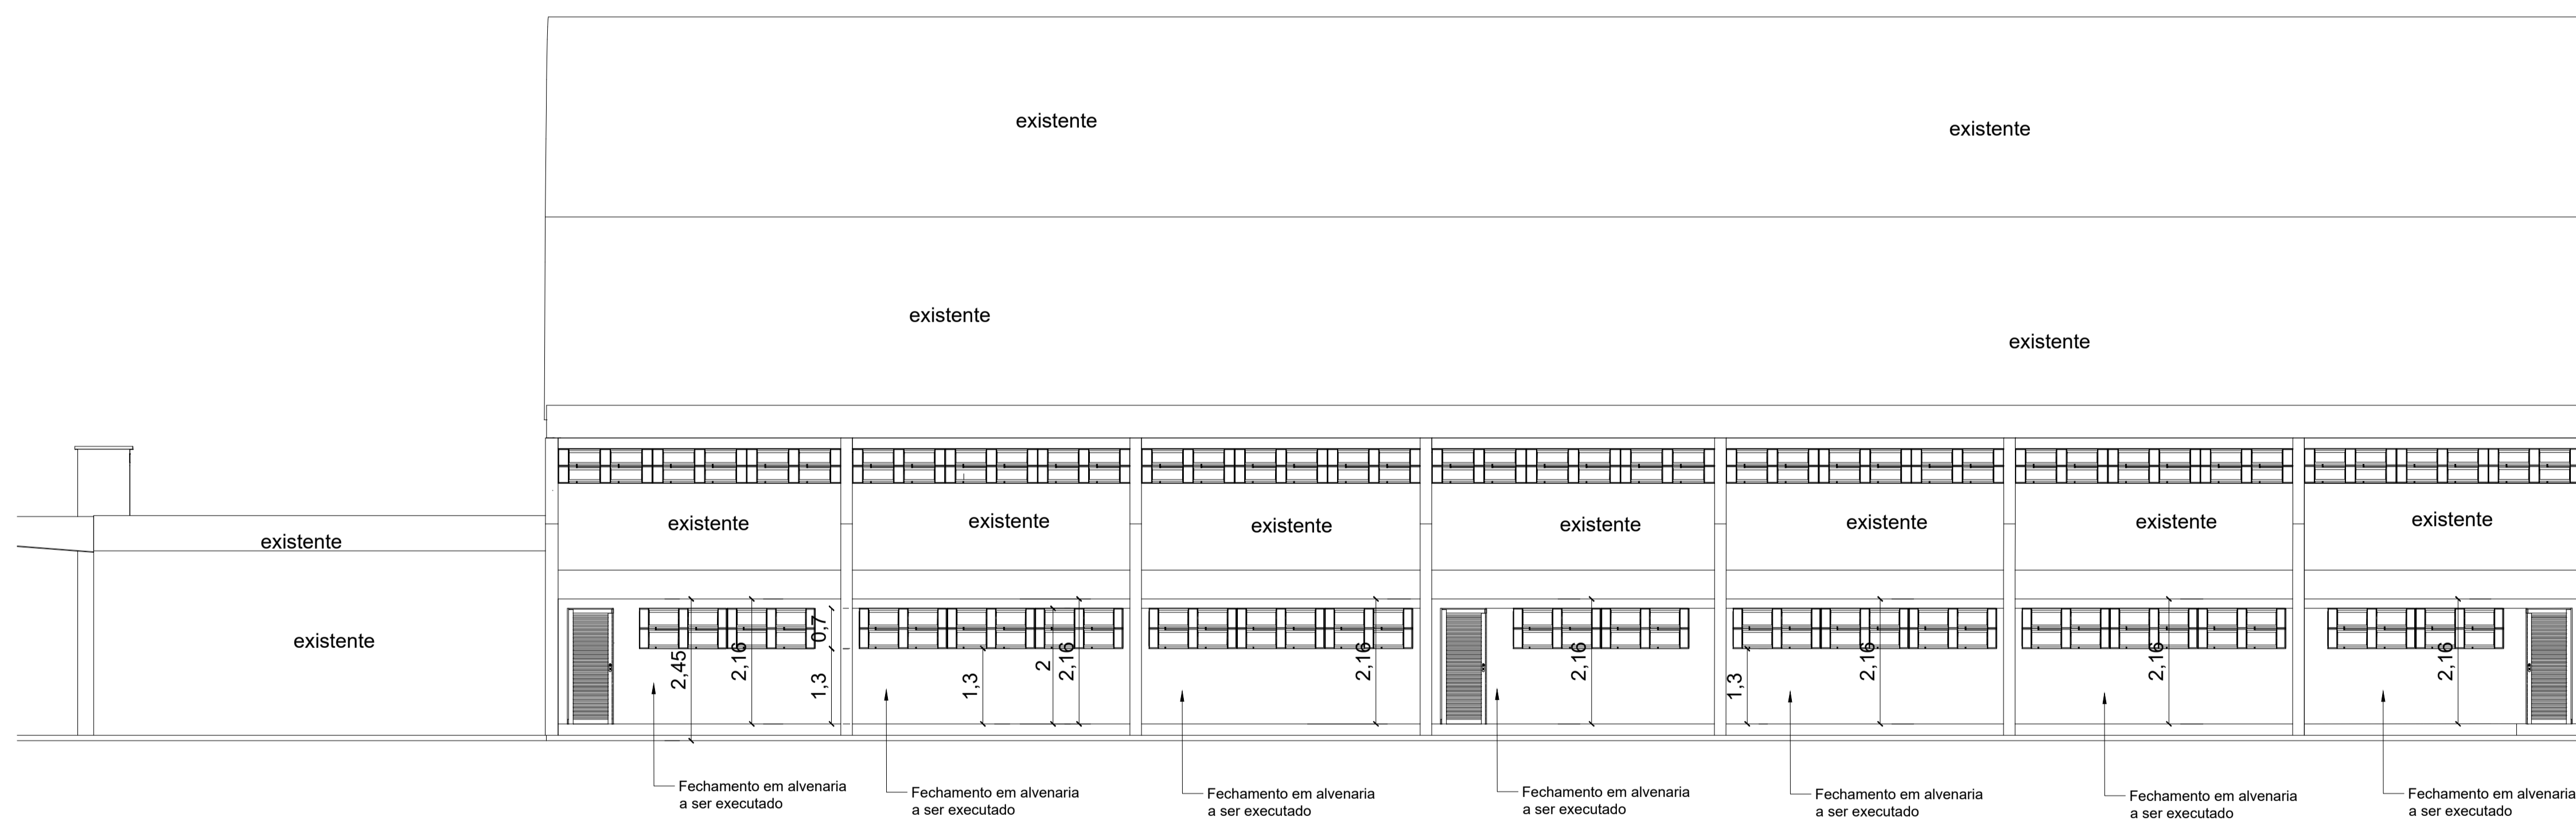 existente
existente
existente
existente
existente
existente
existente
existente
existente
existente
existente
existente
existente
2,45
2,16
0,7
1,3
1,3
2
2,16
2,16
2,16
1,3
2,16
2,16
2,16
Fechamento em alvenaria
a ser executado
Fechamento em alvenaria
a ser executado
Fechamento em alvenaria
a ser executado
Fechamento em alvenaria
a ser executado
Fechamento em alvenaria
a ser executado
Fechamento em alvenaria
a ser executado
Fechamento em alvenaria
a ser executado